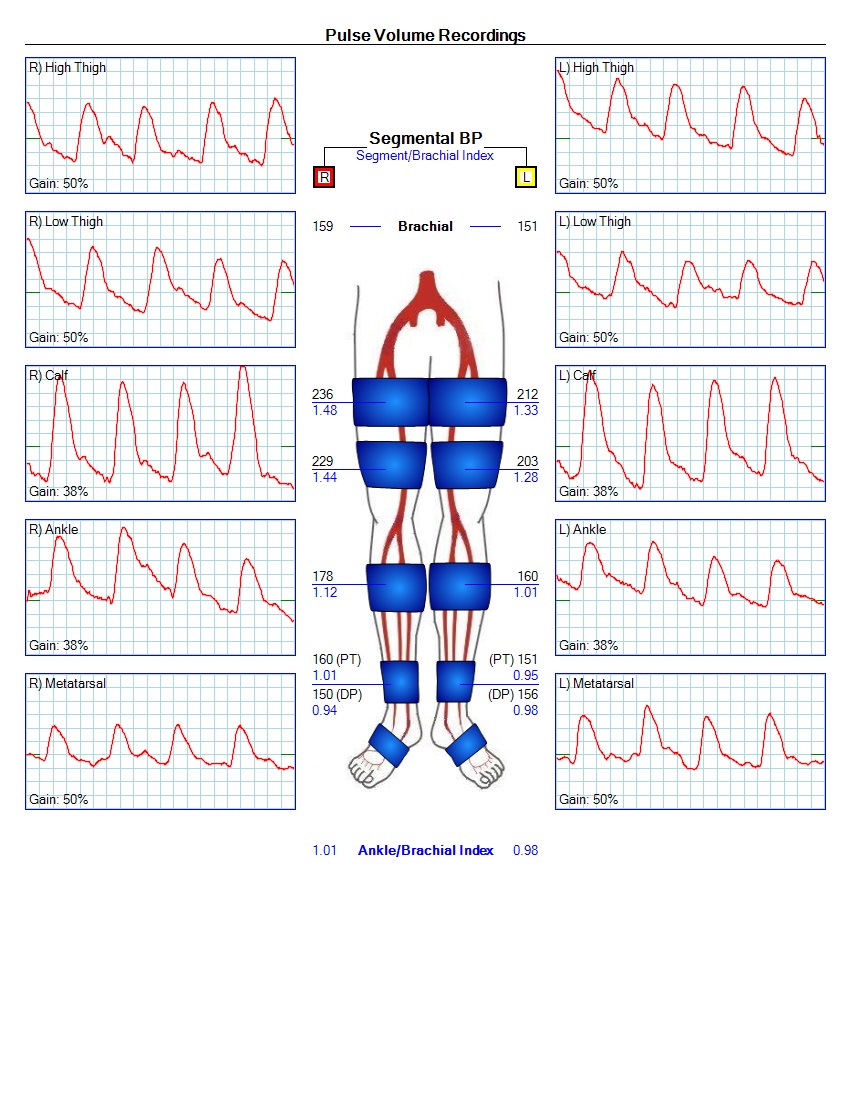 Pulse Volume Recordings
R) High Thigh
Gain: 50%
R) Low Thigh
Gain: 50%
R) Calf
Gain: 38%
R) Ankle
Gain: 38%
R) Metatarsal
Gain: 50%
Segmental BP
Segment/Brachial Index
R L
159 Brachial 151
236 212
1.48 1.33
229 203
1.44 1.28
178 160
1.12 1.01
160 (PT) (PT) 151
1.01 0.95
150 (DP) (DP) 156
0.94 0.98
1.01 Ankle/Brachial Index 0.98
L) High Thigh
Gain: 50%
L) Low Thigh
Gain: 50%
L) Calf
Gain: 38%
L) Ankle
Gain: 38%
L) Metatarsal
Gain: 50%